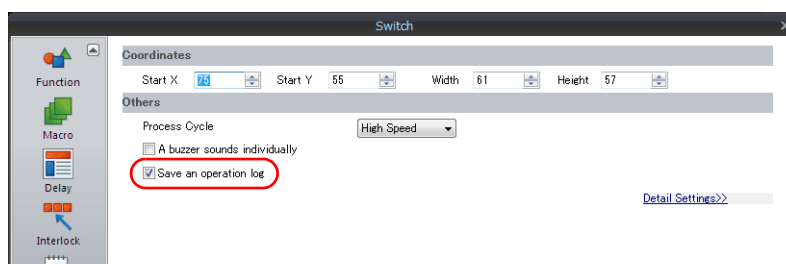 Switch
Function
Macro
Delay
Interlock
Coordinates
Start X 75 Start Y 55 Width 61 Height 57
Others
Process Cycle High Speed
A buzzer sounds individually
Save an operation log
Detail Settings>>